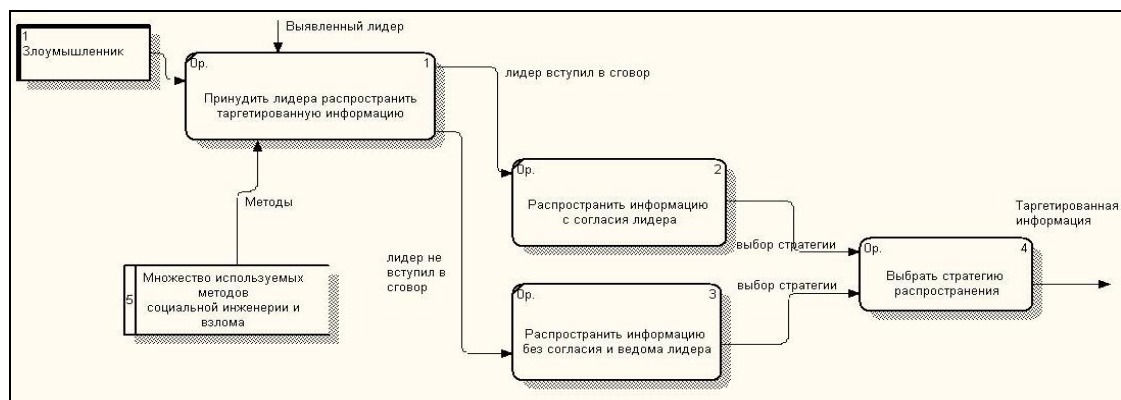 1
Злоумышленник
Выявленный лидер
0р.
1
Принудить лидера распространить
таргетированную информацию
лидер вступил в сговор
0р.
2
Распространить информацию
с согласия лидера
Методы
лидер не
вступил в
сговор
5
Множество используемых
методов
социальной инженерии и
взлома
0р.
3
Распространить информацию
без согласия и ведома лидера
выбор стратегии
выбор стратегии
0р.
4
Выбрать стратегию
распространения
Таргетированная
информация